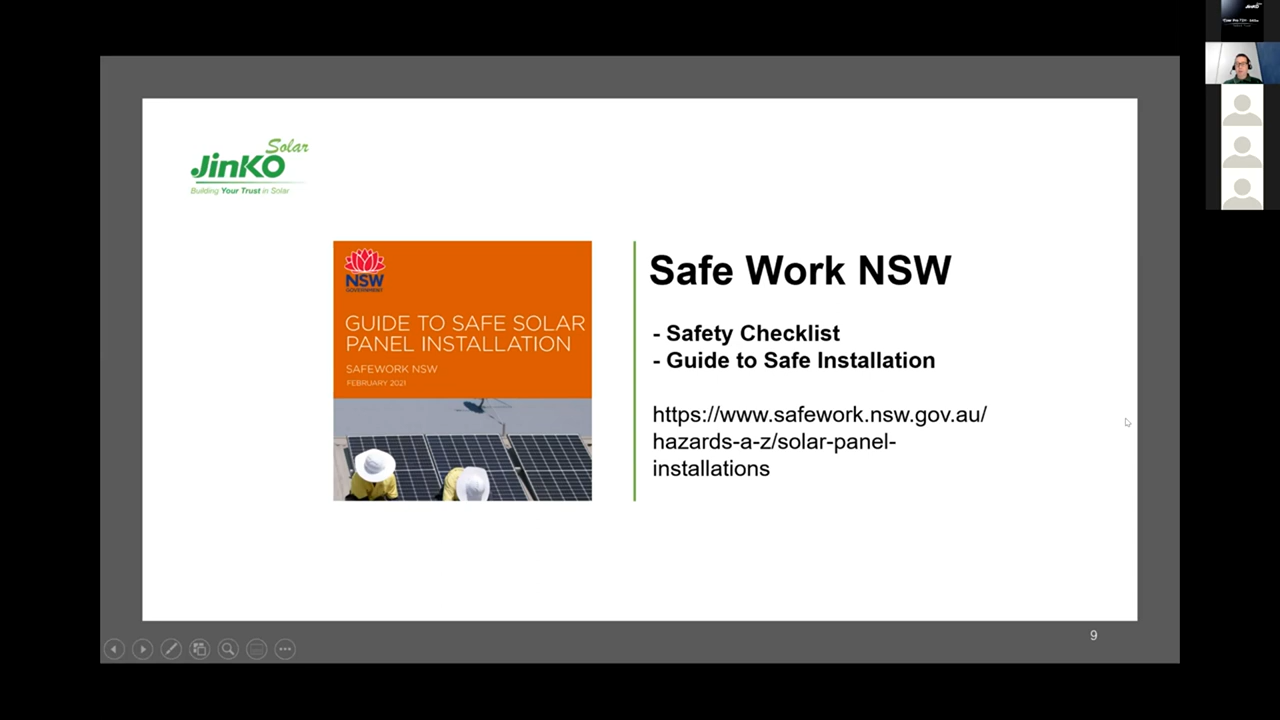 Solar
JinKO
Building Your Trust in Solar
NSW
GOVERNMENT
GUIDE TO SAFE SOLAR
PANEL INSTALLATION
SAFEWORK NSW
FEBRUARY 2021
Safe Work NSW
- Safety Checklist
- Guide to Safe Installation
https://www.safework.nsw.gov.au/
hazards-a-z/solar-panel-
installations
9